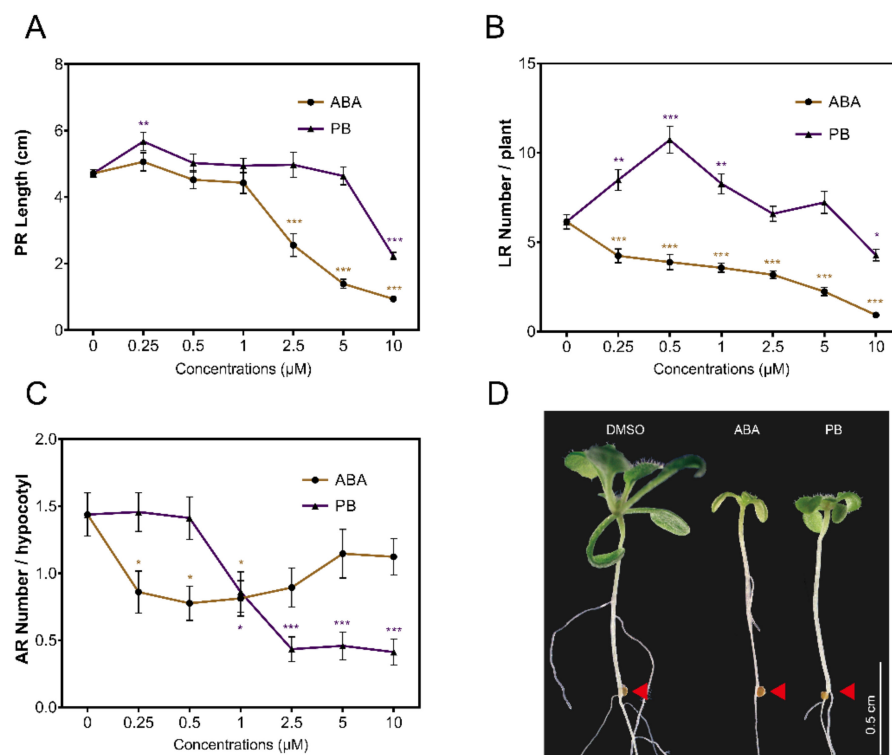 A
PR Length (cm)
8
6
4
2
0
ABA
PB
**
***
***
***
***
0 0.25 0.5 1 2.5 5 10
Concentrations (µM)
B
LR Number / plant
15
10
5
0
ABA
PB
**
***
**
*
***
***
***
***
***
***
0 0.25 0.5 1 2.5 5 10
Concentrations (µM)
C
AR Number / hypocotyl
2.0
1.5
1.0
0.5
0.0
ABA
PB
*
*
*
*
***
***
***
0 0.25 0.5 1 2.5 5 10
Concentrations (µM)
D
DMSO ABA PB
0.5 cm